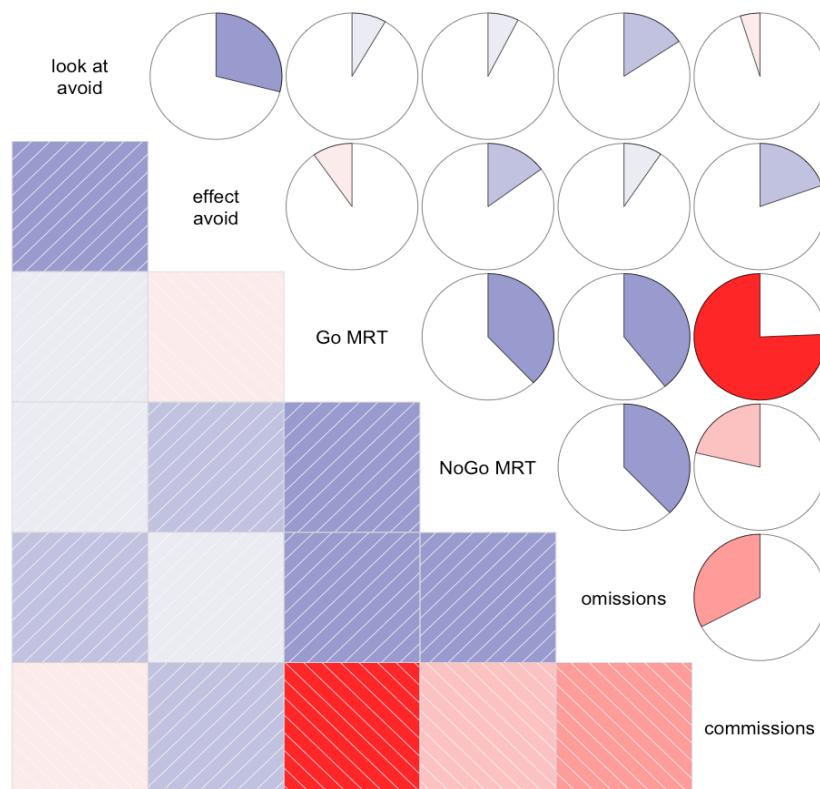 look at
avoid
effect
avoid
Go MRT
NoGo MRT
omissions
commissions